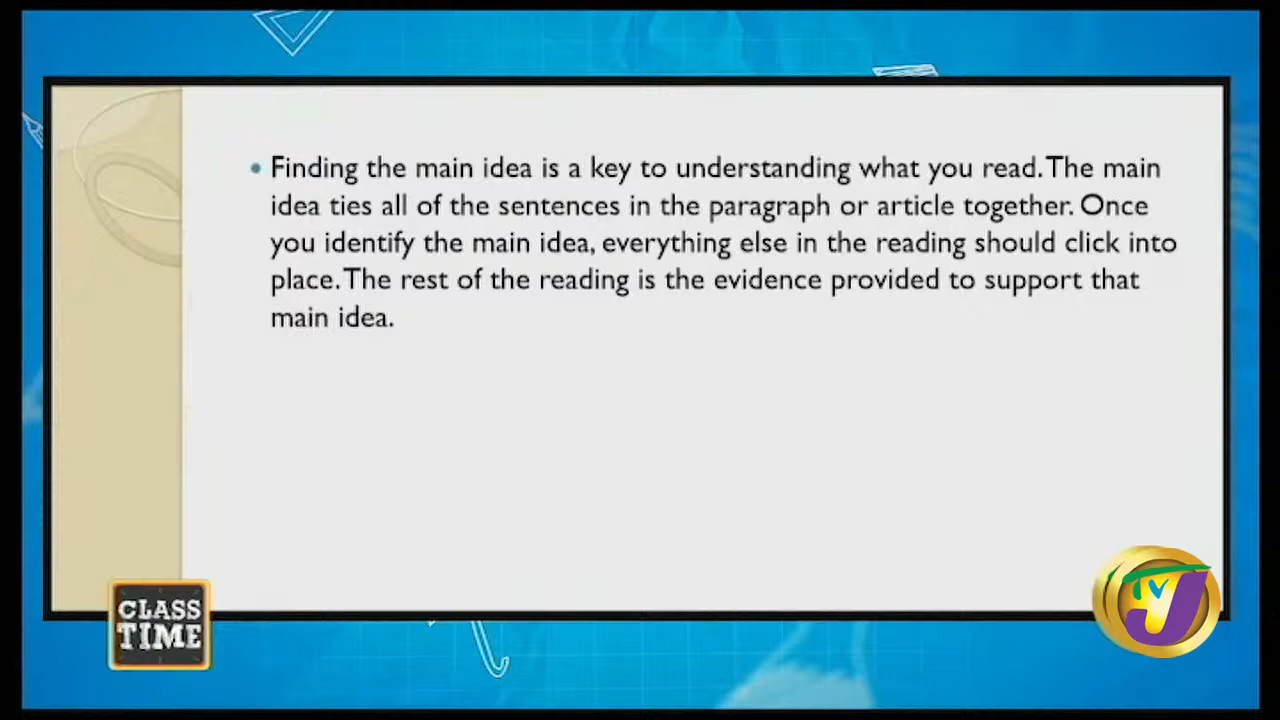 • Finding the main idea is a key to understanding what you read. The main
idea ties all of the sentences in the paragraph or article together. Once
you identify the main idea, everything else in the reading should click into
place. The rest of the reading is the evidence provided to support that
main idea.
CLASS
TIME
TVJ